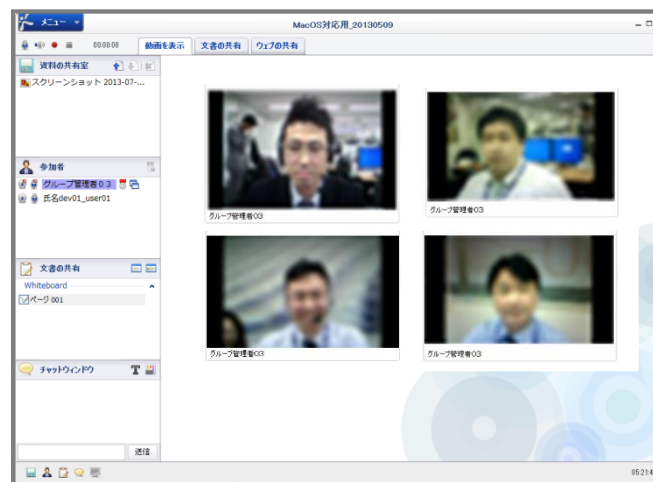 メニュー
MacOS対応用_20130509
00:00:00
動画を表示
文書の共有
ウェブの共有
資料の共有室
スクリーンショット 2013-07-...
参加者
グループ管理者03
氏名dev01_user01
文書の共有
Whiteboard
ページ 001
チャットウィンドウ
T
送信
グループ管理者03
グループ管理者03
グループ管理者03
グループ管理者03
05:21:4